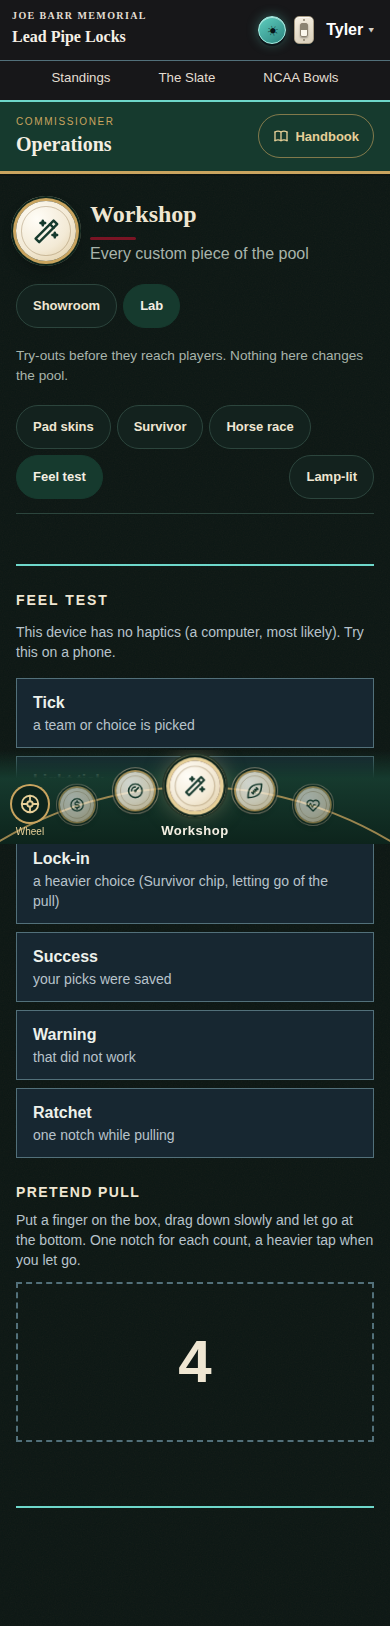 JOE BARR MEMORIAL
Lead Pipe Locks
Tyler
Standings
The Slate
NCAA Bowls
COMMISSIONER
Operations
Handbook
Workshop
Every custom piece of the pool
Showroom
Lab
Try-outs before they reach players. Nothing here changes
the pool.
Pad skins
Survivor
Horse race
Feel test
Lamp-lit
FEEL TEST
This device has no haptics (a computer, most likely). Try
this on a phone.
Tick
a team or choice is picked
Wheel
Workshop
Lock-in
a heavier choice (Survivor chip, letting go of the
pull)
Success
your picks were saved
Warning
that did not work
Ratchet
one notch while pulling
PRETEND PULL
Put a finger on the box, drag down slowly and let go at
the bottom. One notch for each count, a heavier tap when
you let go.
4